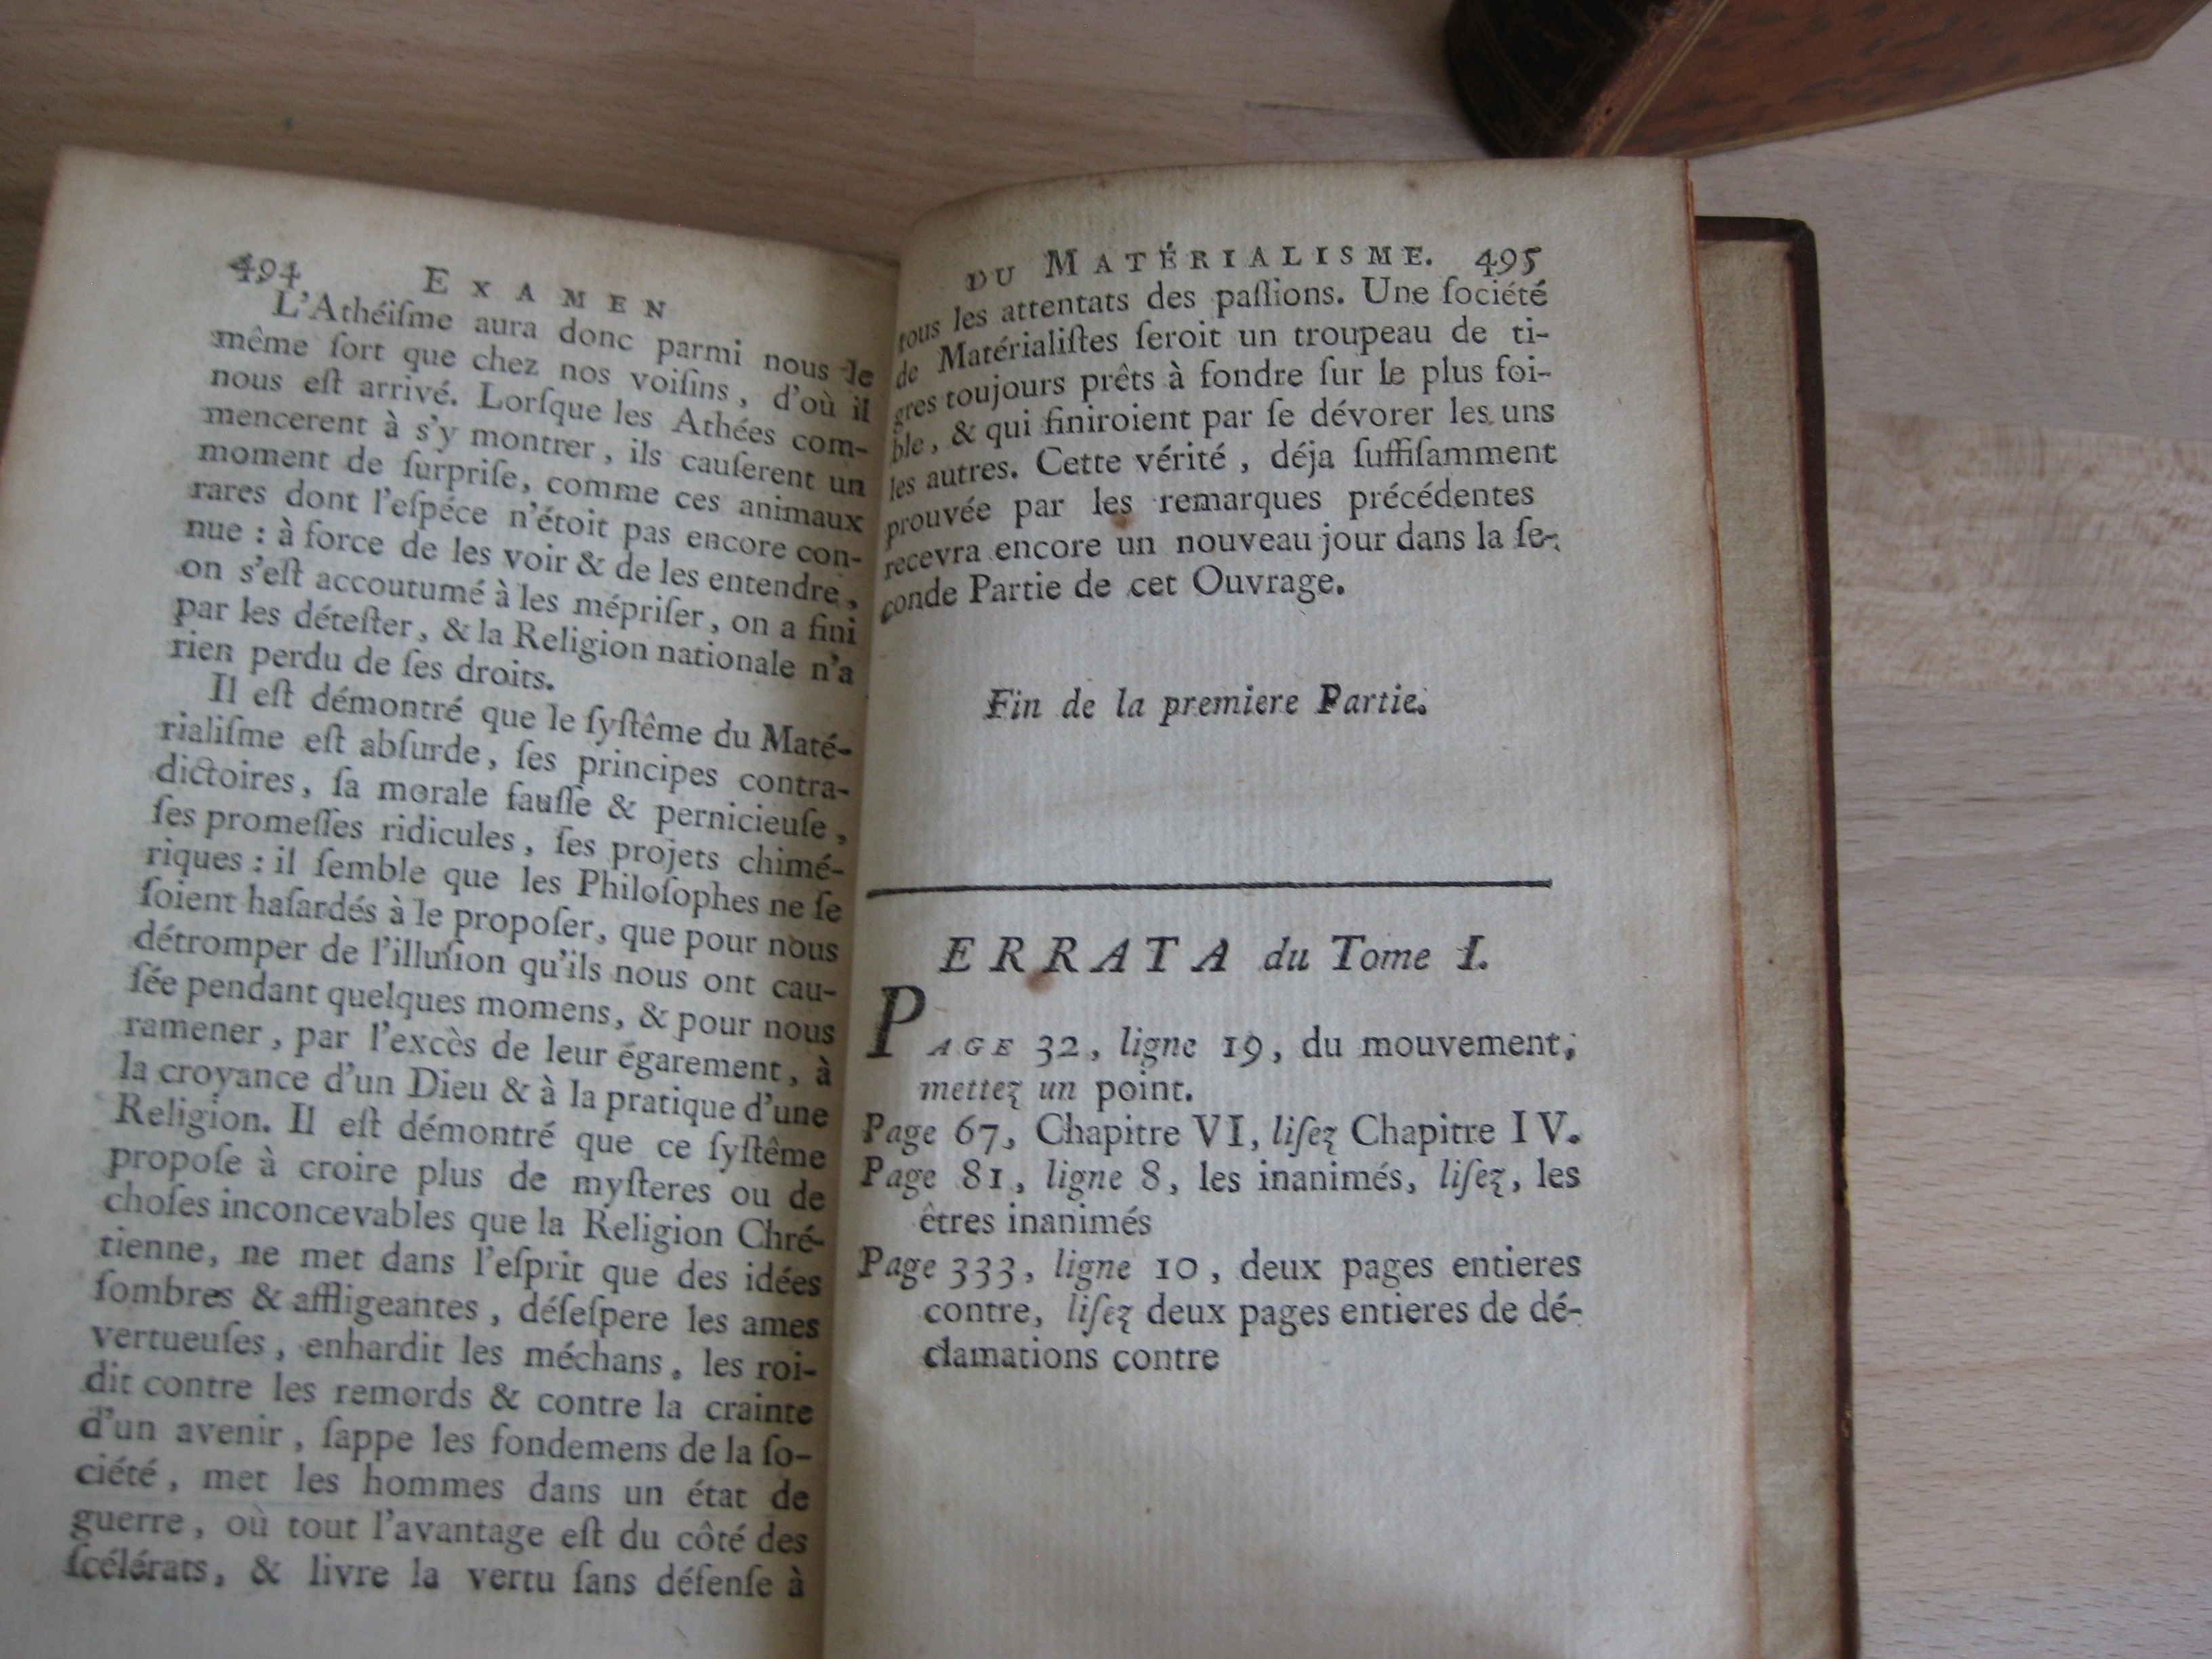 494 EXAMEN
L'Athéiſme aura donc parmi nous le
même ſort que chez nos voiſins, d'où il
nous eſt arrivé. Lorſque les Athées com-
mencerent à s'y montrer, ils cauſerent un
moment de ſurpriſe, comme ces animaux
rares dont l'eſpéce n'étoit pas encore con-
nue : à force de les voir & de les entendre,
on s'eſt accoutumé à les mépriſer, on a fini
par les déteſter, & la Religion nationale n'a
rien perdu de ſes droits.
Il eſt démontré que le ſyſtême du Maté-
rialiſme eſt abſurde, ſes principes contra-
dictoires, ſa morale fauſſe & pernicieuſe,
ſes promeſſes ridicules, ſes projets chimé-
riques : il ſemble que les Philoſophes ne ſe
ſoient haſardés à le propoſer, que pour nous
détromper de l'illuſion qu'ils nous ont cau-
ſée pendant quelques momens, & pour nous
ramener, par l'excès de leur égarement, à
la croyance d'un Dieu & à la pratique d'une
Religion. Il eſt démontré que ce ſyſtême
propoſe à croire plus de myſteres ou de
choſes inconcevables que la Religion Chré-
tienne, ne met dans l'eſprit que des idées
ſombres & affligeantes, déſeſpere les ames
vertueuſes, enhardit les méchans, les roi-
dit contre les remords & contre la crainte
d'un avenir, ſappe les fondemens de la ſo-
ciété, met les hommes dans un état de
guerre, où tout l'avantage eſt du côté des
ſcélérats, & livre la vertu ſans défenſe à
DU MATÉRIALISME. 495
tous les attentats des paſſions. Une ſociété
de Matérialiſtes ſeroit un troupeau de ti-
gres toujours prêts à fondre ſur le plus foi-
ble, & qui finiroient par ſe dévorer les uns
les autres. Cette vérité, déja ſuffiſamment
prouvée par les remarques précédentes
recevra encore un nouveau jour dans la ſe-
conde Partie de cet Ouvrage.
Fin de la premiere Partie.
ERRATA du Tome I.
PAGE 32, ligne 19, du mouvement,
mettez un point.
Page 67, Chapitre VI, liſez Chapitre IV.
Page 81, ligne 8, les inanimés, liſez, les
êtres inanimés
Page 333, ligne 10, deux pages entieres
contre, liſez deux pages entieres de dé-
clamations contre